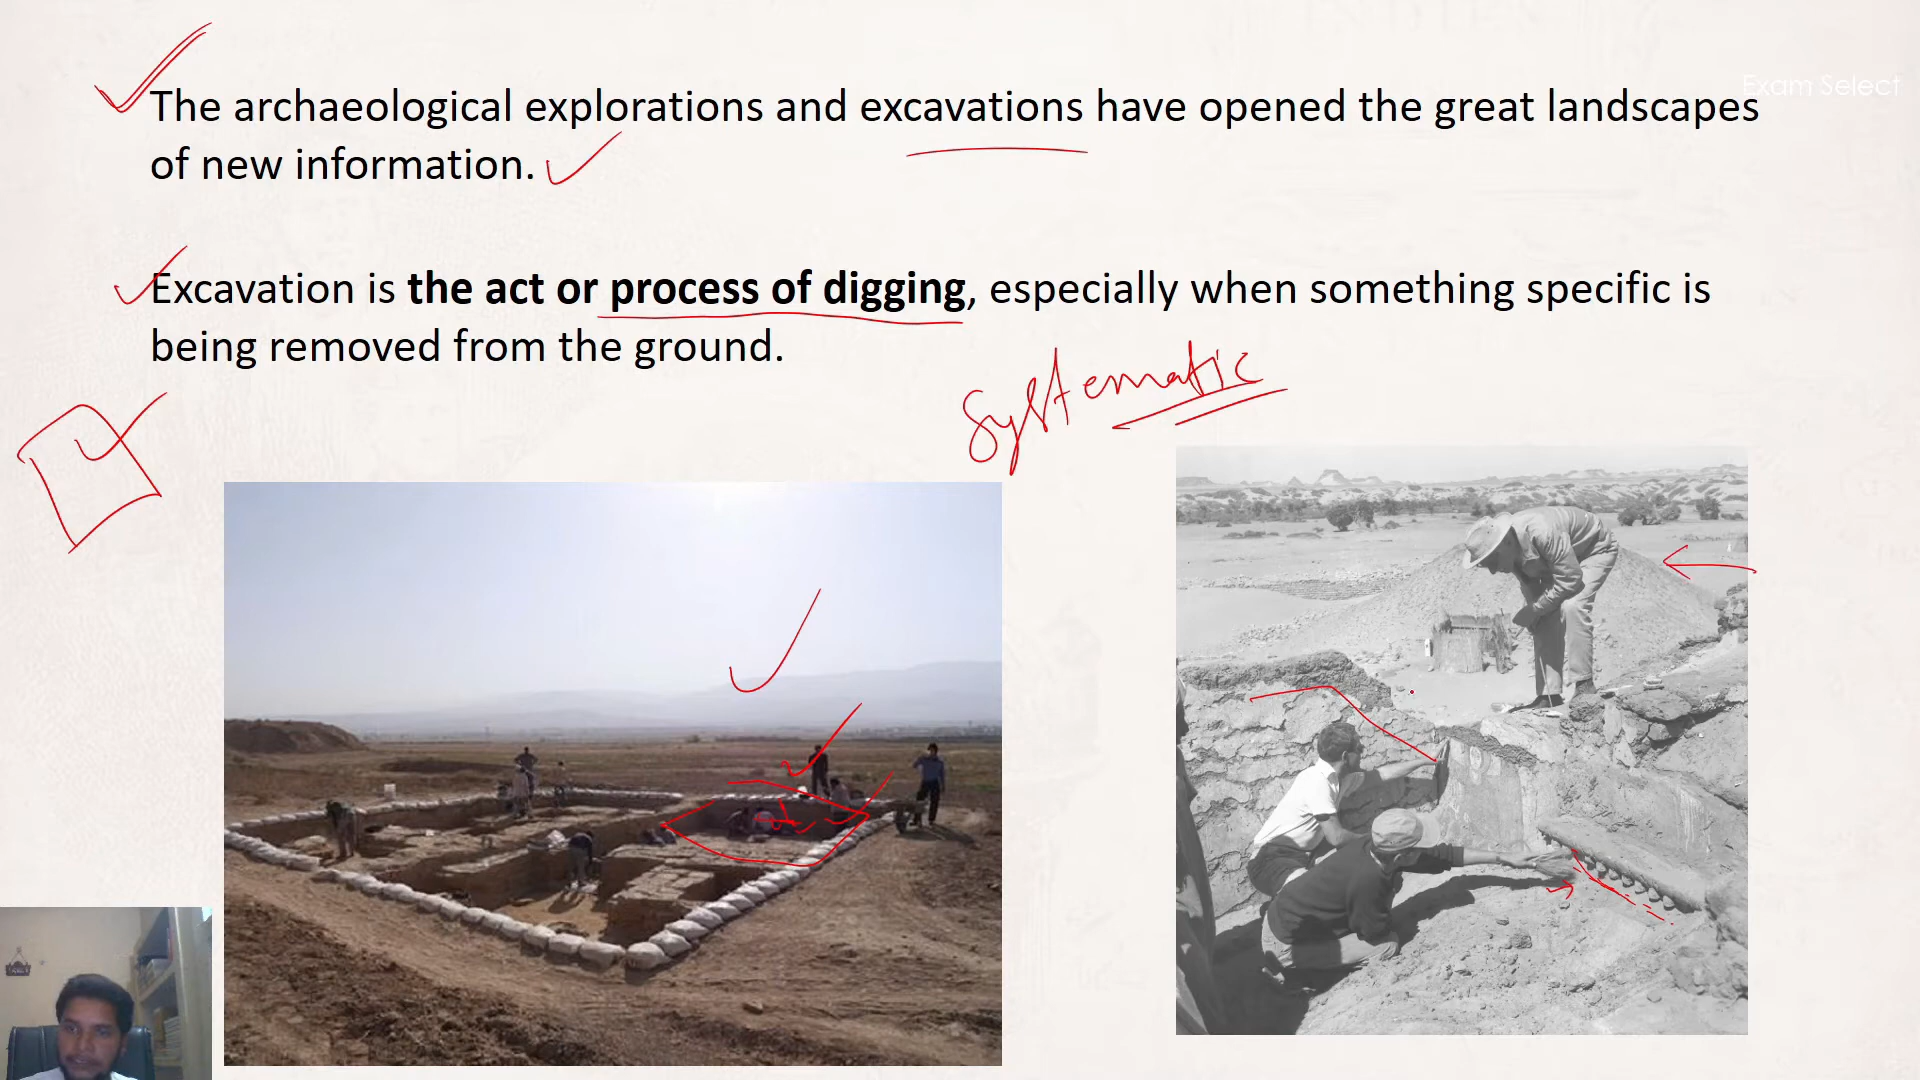 Exam Select
The archaeological explorations and excavations have opened the great landscapes
of new information.
Excavation is the act or process of digging, especially when something specific is
being removed from the ground.
Systematic